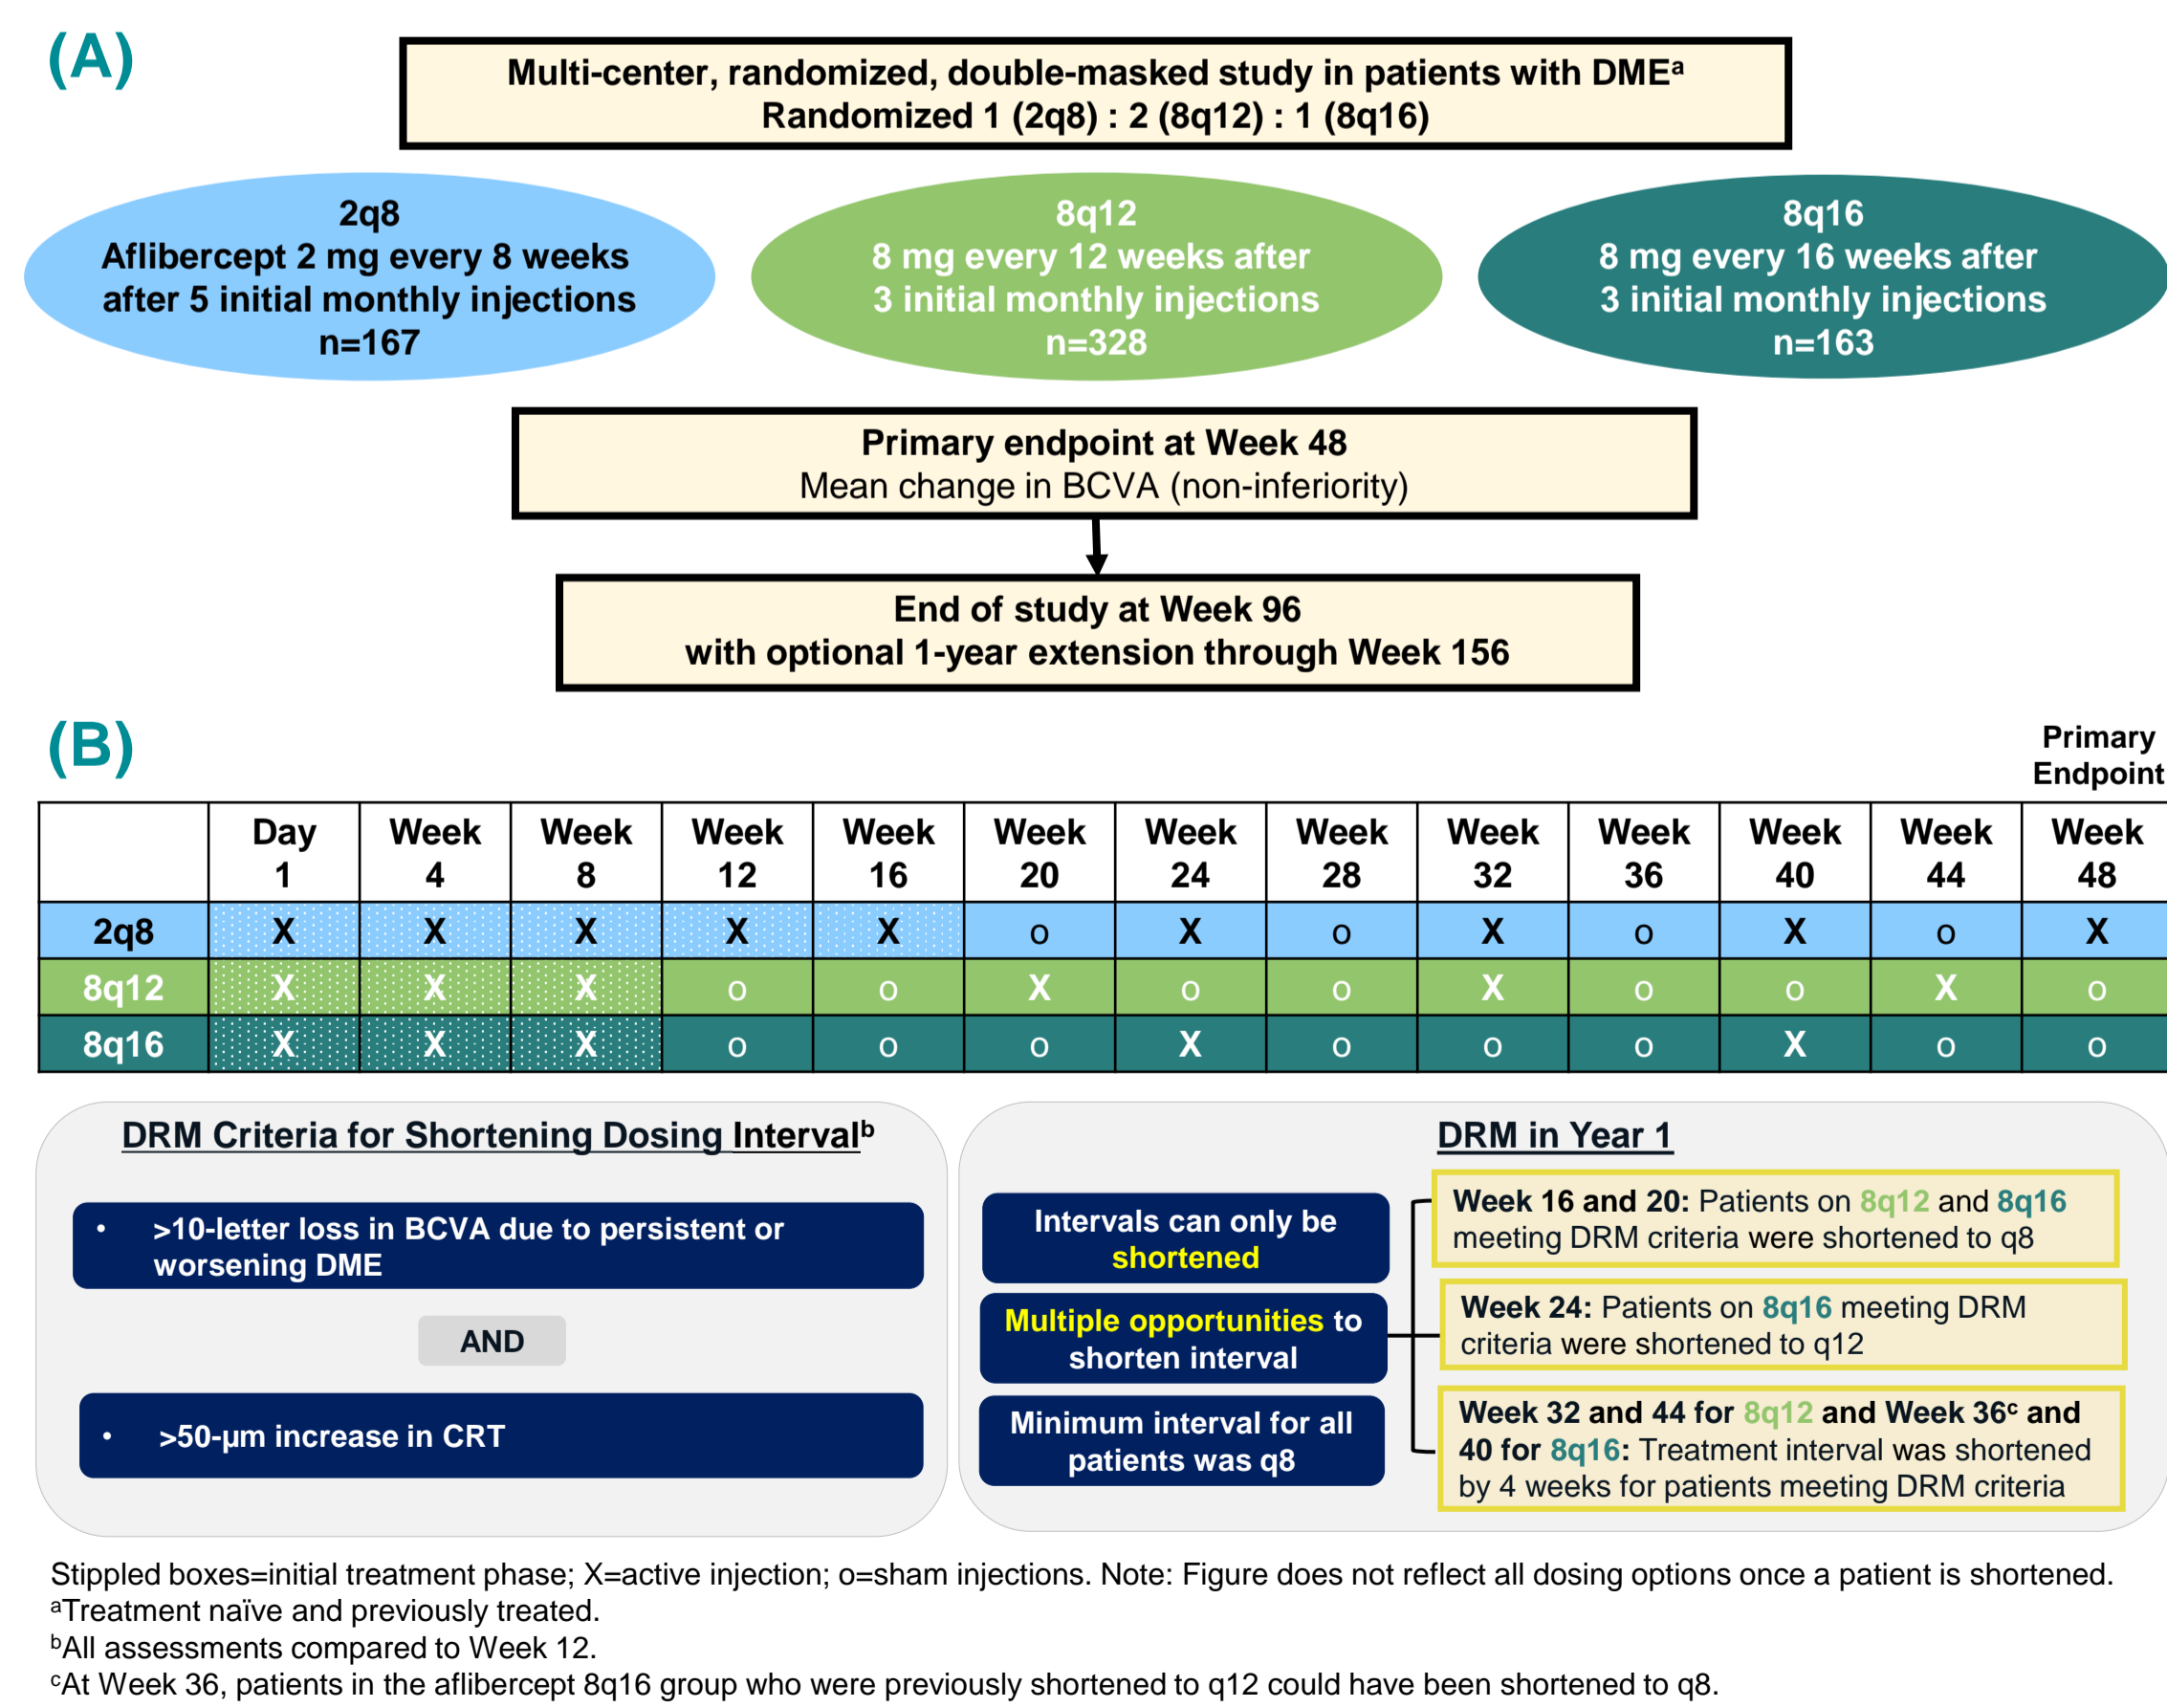 (A)
Multi-center, randomized, double-masked study in patients with DMEᵃ
Randomized 1 (2q8) : 2 (8q12) : 1 (8q16)
2q8
Aflibercept 2 mg every 8 weeks
after 5 initial monthly injections
n=167
8q12
8 mg every 12 weeks after
3 initial monthly injections
n=328
8q16
8 mg every 16 weeks after
3 initial monthly injections
n=163
Primary endpoint at Week 48
Mean change in BCVA (non-inferiority)
End of study at Week 96
with optional 1-year extension through Week 156
(B)
Primary
Endpoint
Day 1 Week 4 Week 8 Week 12 Week 16 Week 20 Week 24 Week 28 Week 32 Week 36 Week 40 Week 44 Week 48
2q8 X X X X X o X o X o X o X
8q12 X X X o o X o o X o o X o
8q16 X X X o o o X o o o X o o
DRM Criteria for Shortening Dosing Intervalᵇ
• >10-letter loss in BCVA due to persistent or
worsening DME
AND
• >50-µm increase in CRT
DRM in Year 1
Intervals can only be
shortened
Multiple opportunities to
shorten interval
Minimum interval for all
patients was q8
Week 16 and 20: Patients on 8q12 and 8q16
meeting DRM criteria were shortened to q8
Week 24: Patients on 8q16 meeting DRM
criteria were shortened to q12
Week 32 and 44 for 8q12 and Week 36ᶜ and
40 for 8q16: Treatment interval was shortened
by 4 weeks for patients meeting DRM criteria
Stippled boxes=initial treatment phase; X=active injection; o=sham injections. Note: Figure does not reflect all dosing options once a patient is shortened.
ᵃTreatment naïve and previously treated.
ᵇAll assessments compared to Week 12.
ᶜAt Week 36, patients in the aflibercept 8q16 group who were previously shortened to q12 could have been shortened to q8.